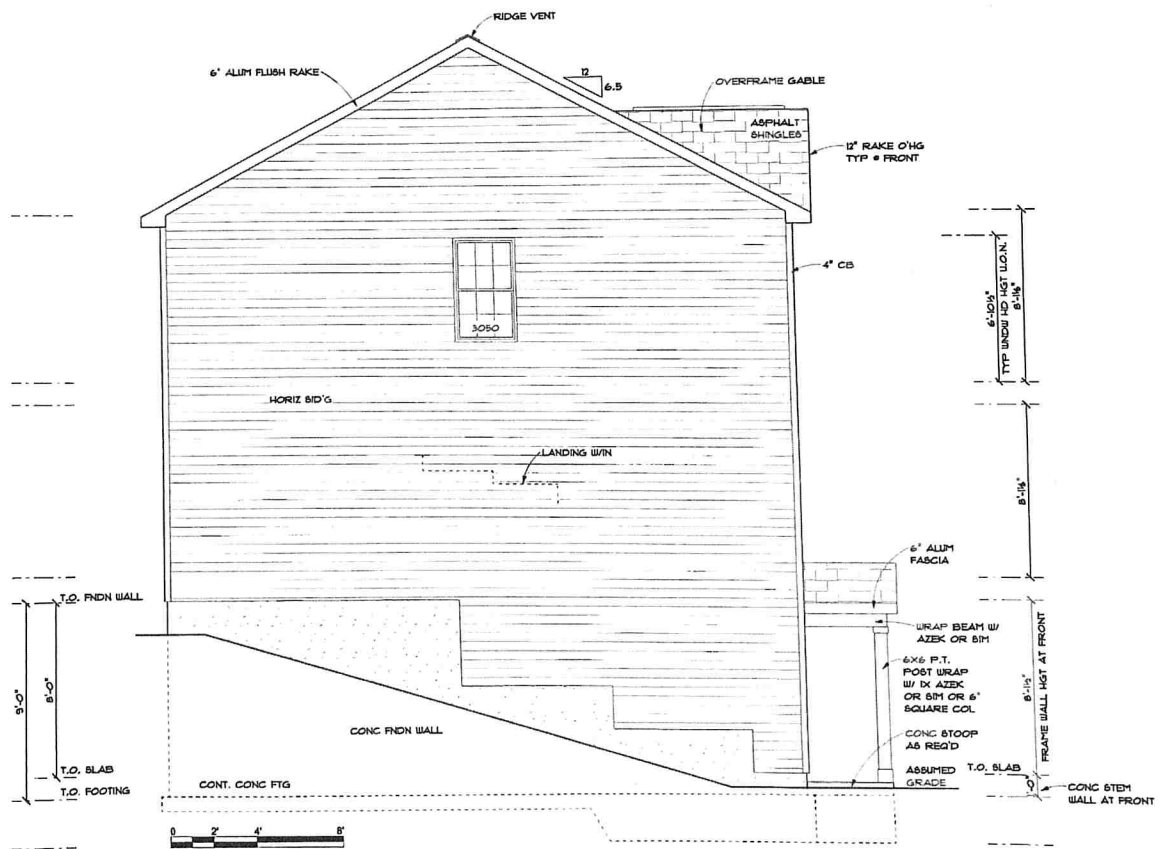 RIDGE VENT
12
6.5
6" ALUM FLUSH RAKE
OVERFRAME GABLE
ASPHALT
SHINGLES
12" RAKE O'HG
TYP @ FRONT
4" CB
6'-10½"
TYP WNDW HD HGT U.O.N.
8'-1½"
3050
HORIZ SID'G
LANDING W/IN
8'-1½"
6" ALUM
FASCIA
T.O. FNDN WALL
WRAP BEAM W/
AZEK OR SIM
6X6 P.T.
POST WRAP
W/ 1X AZEK
OR SIM OR 6"
SQUARE COL
8'-1½"
FRAME WALL HGT AT FRONT
9'-0"
8'-0"
CONC FNDN WALL
CONC STOOP
AS REQ'D
T.O. SLAB
ASSUMED
GRADE
T.O. SLAB
T.O. FOOTING
CONT. CONC FTG
CONC STEM
WALL AT FRONT
0 2' 4' 8'